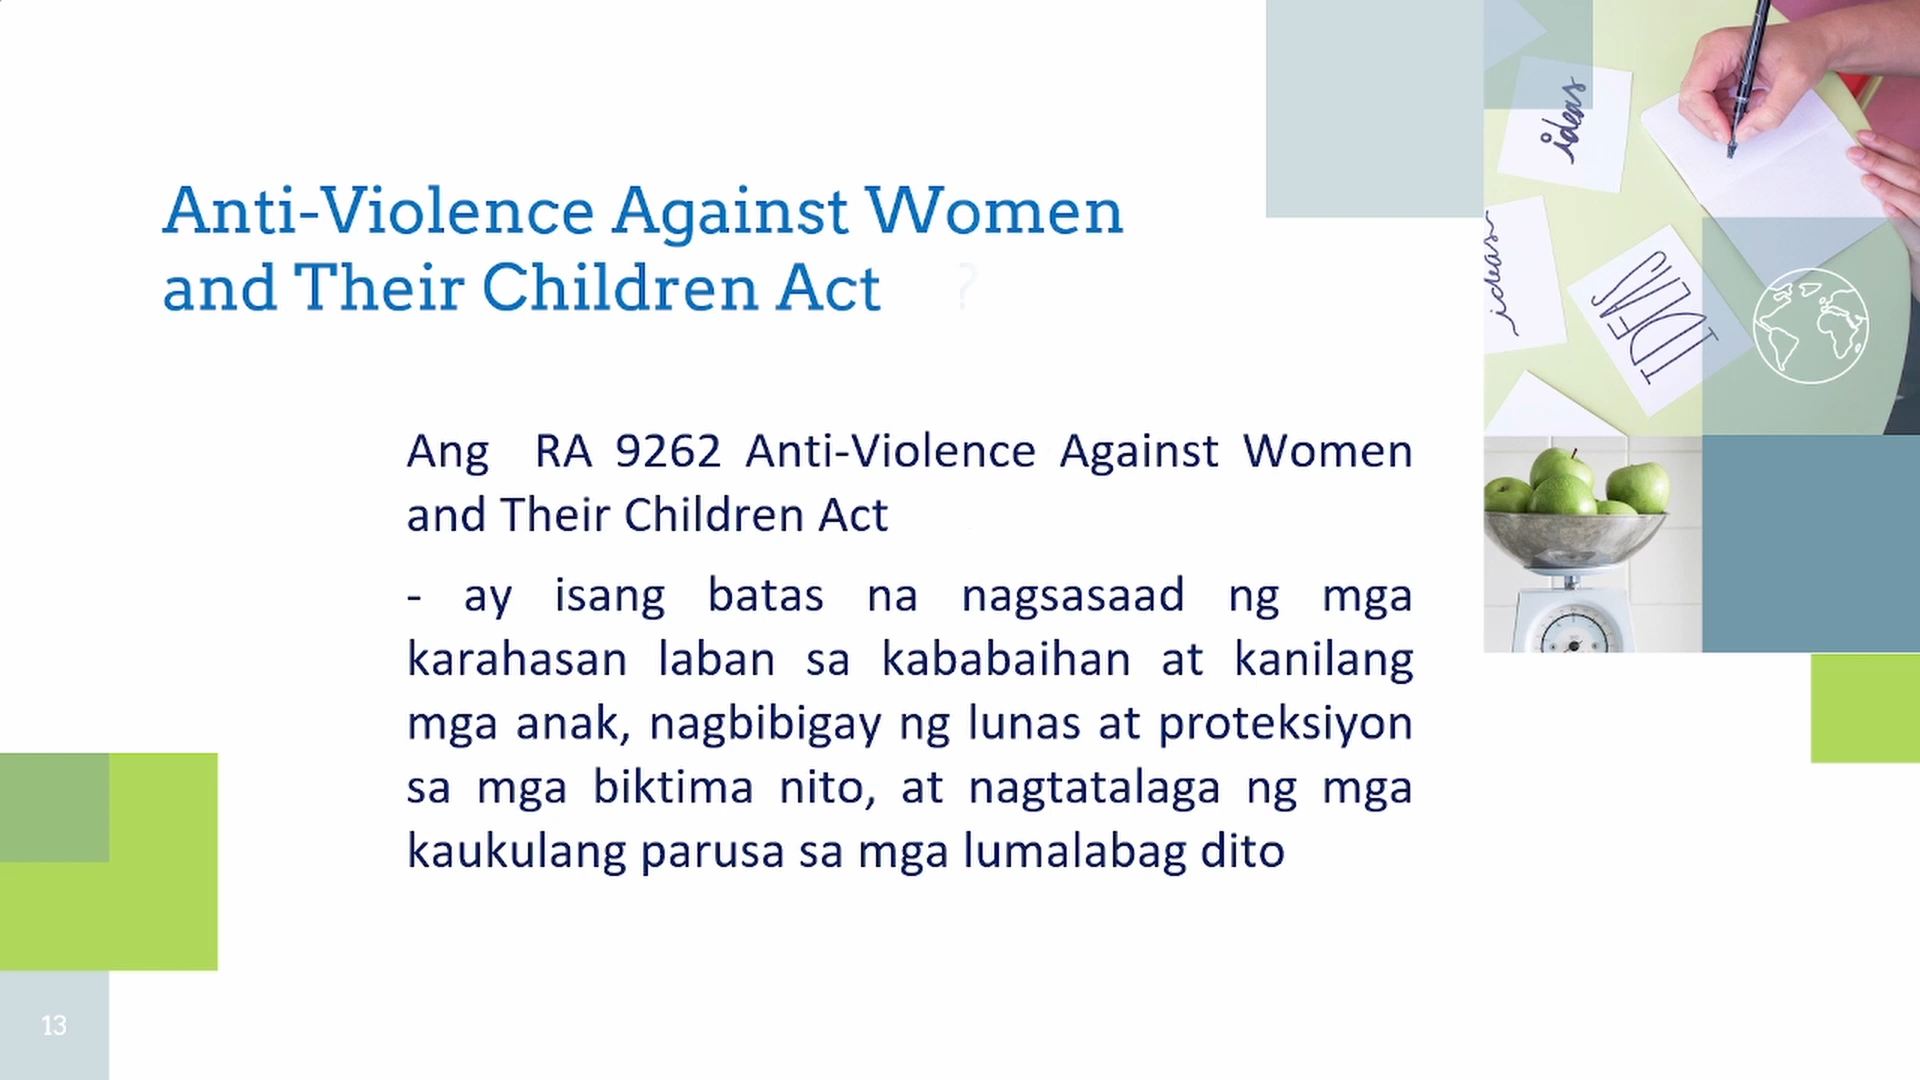 Anti-Violence Against Women
and Their Children Act ?
Ang RA 9262 Anti-Violence Against Women
and Their Children Act
- ay isang batas na nagsasaad ng mga
karahasan laban sa kababaihan at kanilang
mga anak, nagbibigay ng lunas at proteksiyon
sa mga biktima nito, at nagtatalaga ng mga
kaukulang parusa sa mga lumalabag dito
ideas
ideas
IDEAS
13